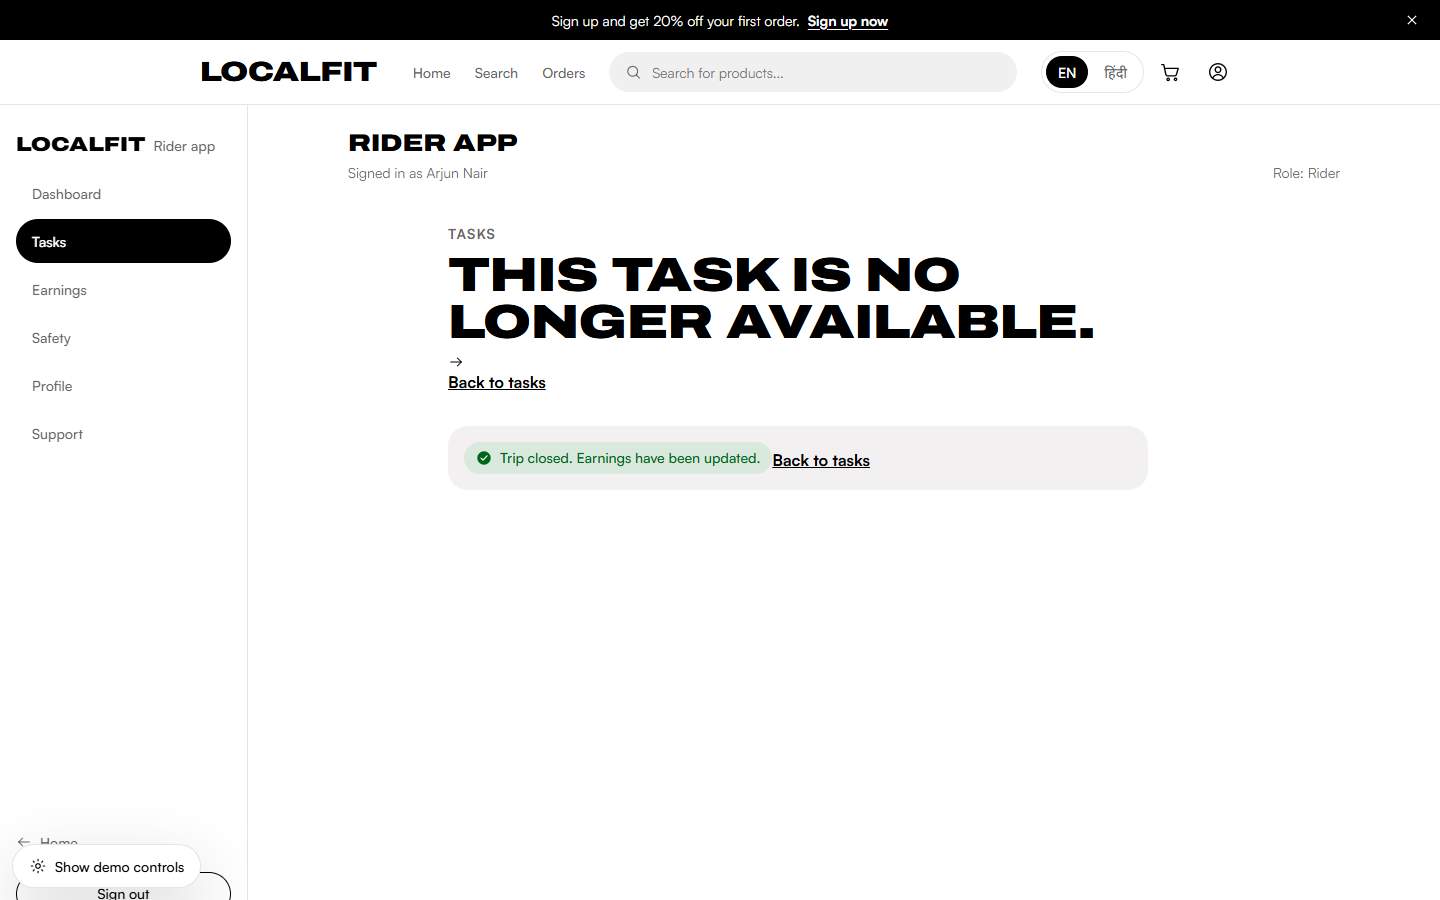 Sign up and get 20% off your first order. Sign up now
LOCALFIT
Home
Search
Orders
Search for products...
EN
हिंदी
LOCALFIT Rider app
Dashboard
Tasks
Earnings
Safety
Profile
Support
Home
Show demo controls
Sign out
RIDER APP
Signed in as Arjun Nair
Role: Rider
TASKS
THIS TASK IS NO
LONGER AVAILABLE.
Back to tasks
Trip closed. Earnings have been updated. Back to tasks